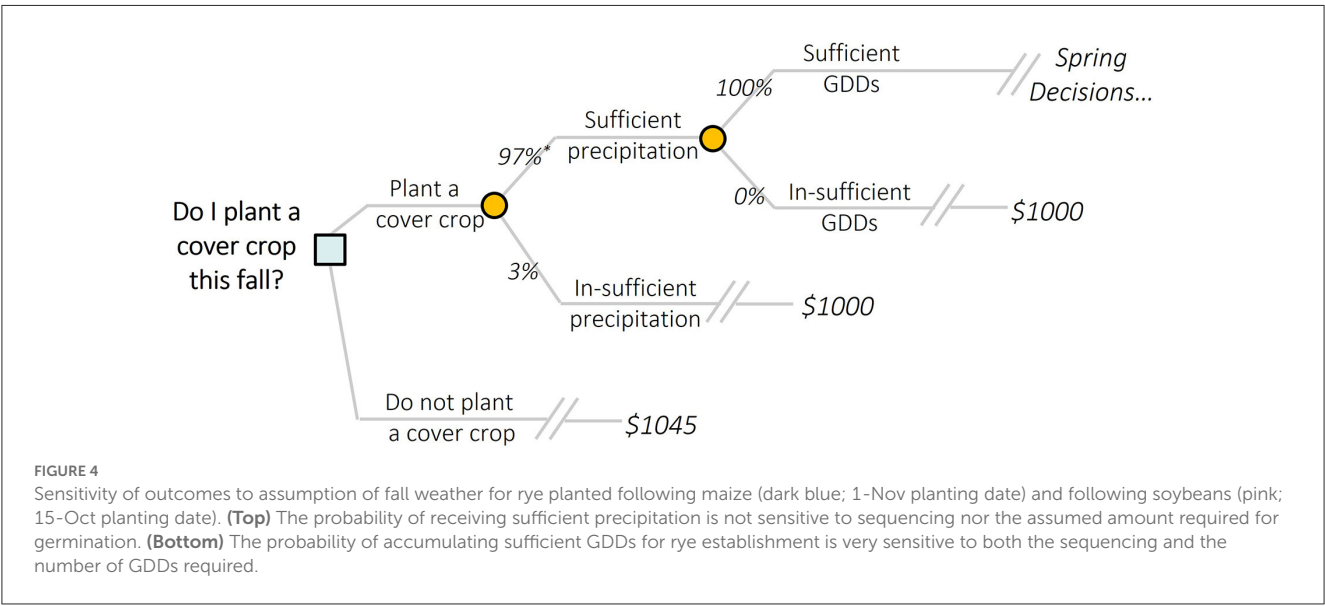 Do I plant a
cover crop
this fall?
Plant a
cover crop
97%*
3%
Sufficient
precipitation
100%
0%
Sufficient
GDDs
Spring
Decisions...
In-sufficient
GDDs
$1000
In-sufficient
precipitation
$1000
Do not plant
a cover crop
$1045
FIGURE 4
Sensitivity of outcomes to assumption of fall weather for rye planted following maize (dark blue; 1-Nov planting date) and following soybeans (pink;
15-Oct planting date). (Top) The probability of receiving sufficient precipitation is not sensitive to sequencing nor the assumed amount required for
germination. (Bottom) The probability of accumulating sufficient GDDs for rye establishment is very sensitive to both the sequencing and the
number of GDDs required.